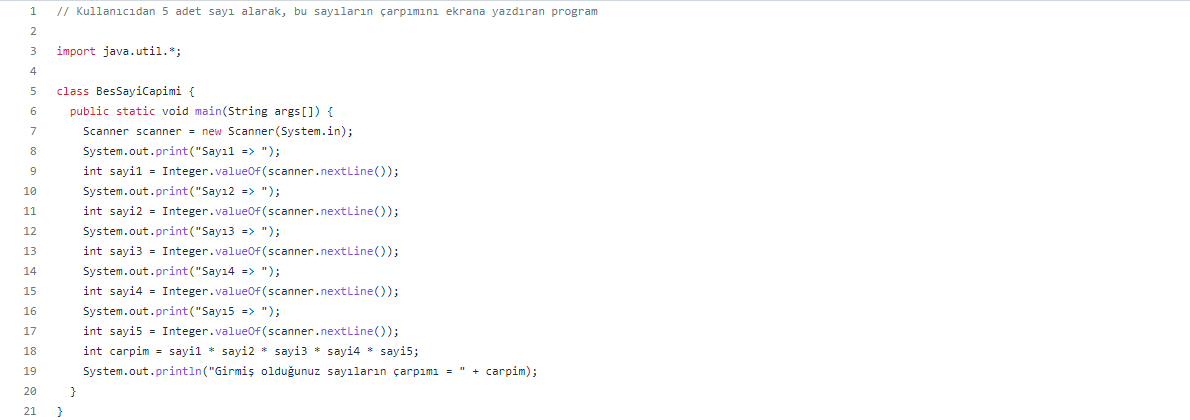 1 // Kullanıcıdan 5 adet sayı alarak, bu sayıların çarpımını ekrana yazdıran program
2
3 import java.util.*;
4
5 class BesSayiCapimi {
6 public static void main(String args[]) {
7 Scanner scanner = new Scanner(System.in);
8 System.out.print("Sayı1 => ");
9 int sayi1 = Integer.valueOf(scanner.nextLine());
10 System.out.print("Sayı2 => ");
11 int sayi2 = Integer.valueOf(scanner.nextLine());
12 System.out.print("Sayı3 => ");
13 int sayi3 = Integer.valueOf(scanner.nextLine());
14 System.out.print("Sayı4 => ");
15 int sayi4 = Integer.valueOf(scanner.nextLine());
16 System.out.print("Sayı5 => ");
17 int sayi5 = Integer.valueOf(scanner.nextLine());
18 int carpim = sayi1 * sayi2 * sayi3 * sayi4 * sayi5;
19 System.out.println("Girmiş olduğunuz sayıların çarpımı = " + carpim);
20 }
21 }